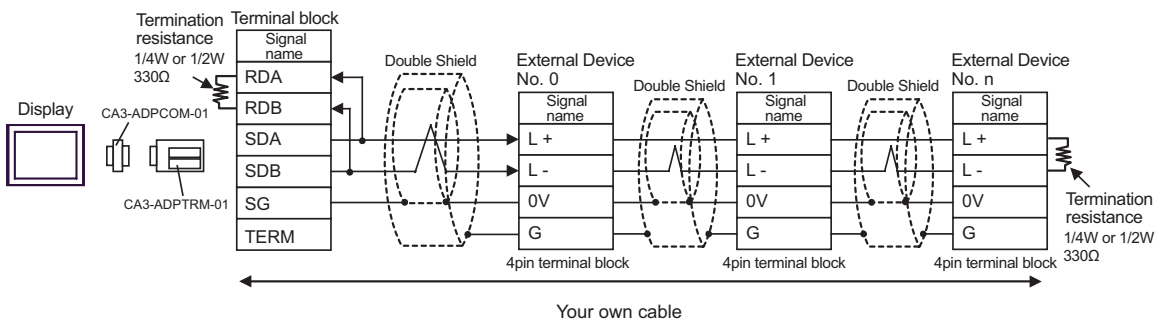 Termination
resistance
1/4W or 1/2W
330Ω
Display
CA3-ADPCOM-01
CA3-ADPTRM-01
Terminal block
Signal
name
RDA
RDB
SDA
SDB
SG
TERM
Double Shield
External Device
No. 0
Signal
name
L +
L -
0V
G
4pin terminal block
Double Shield
External Device
No. 1
Signal
name
L +
L -
0V
G
4pin terminal block
Double Shield
External Device
No. n
Signal
name
L +
L -
0V
G
4pin terminal block
Termination
resistance
1/4W or 1/2W
330Ω
Your own cable